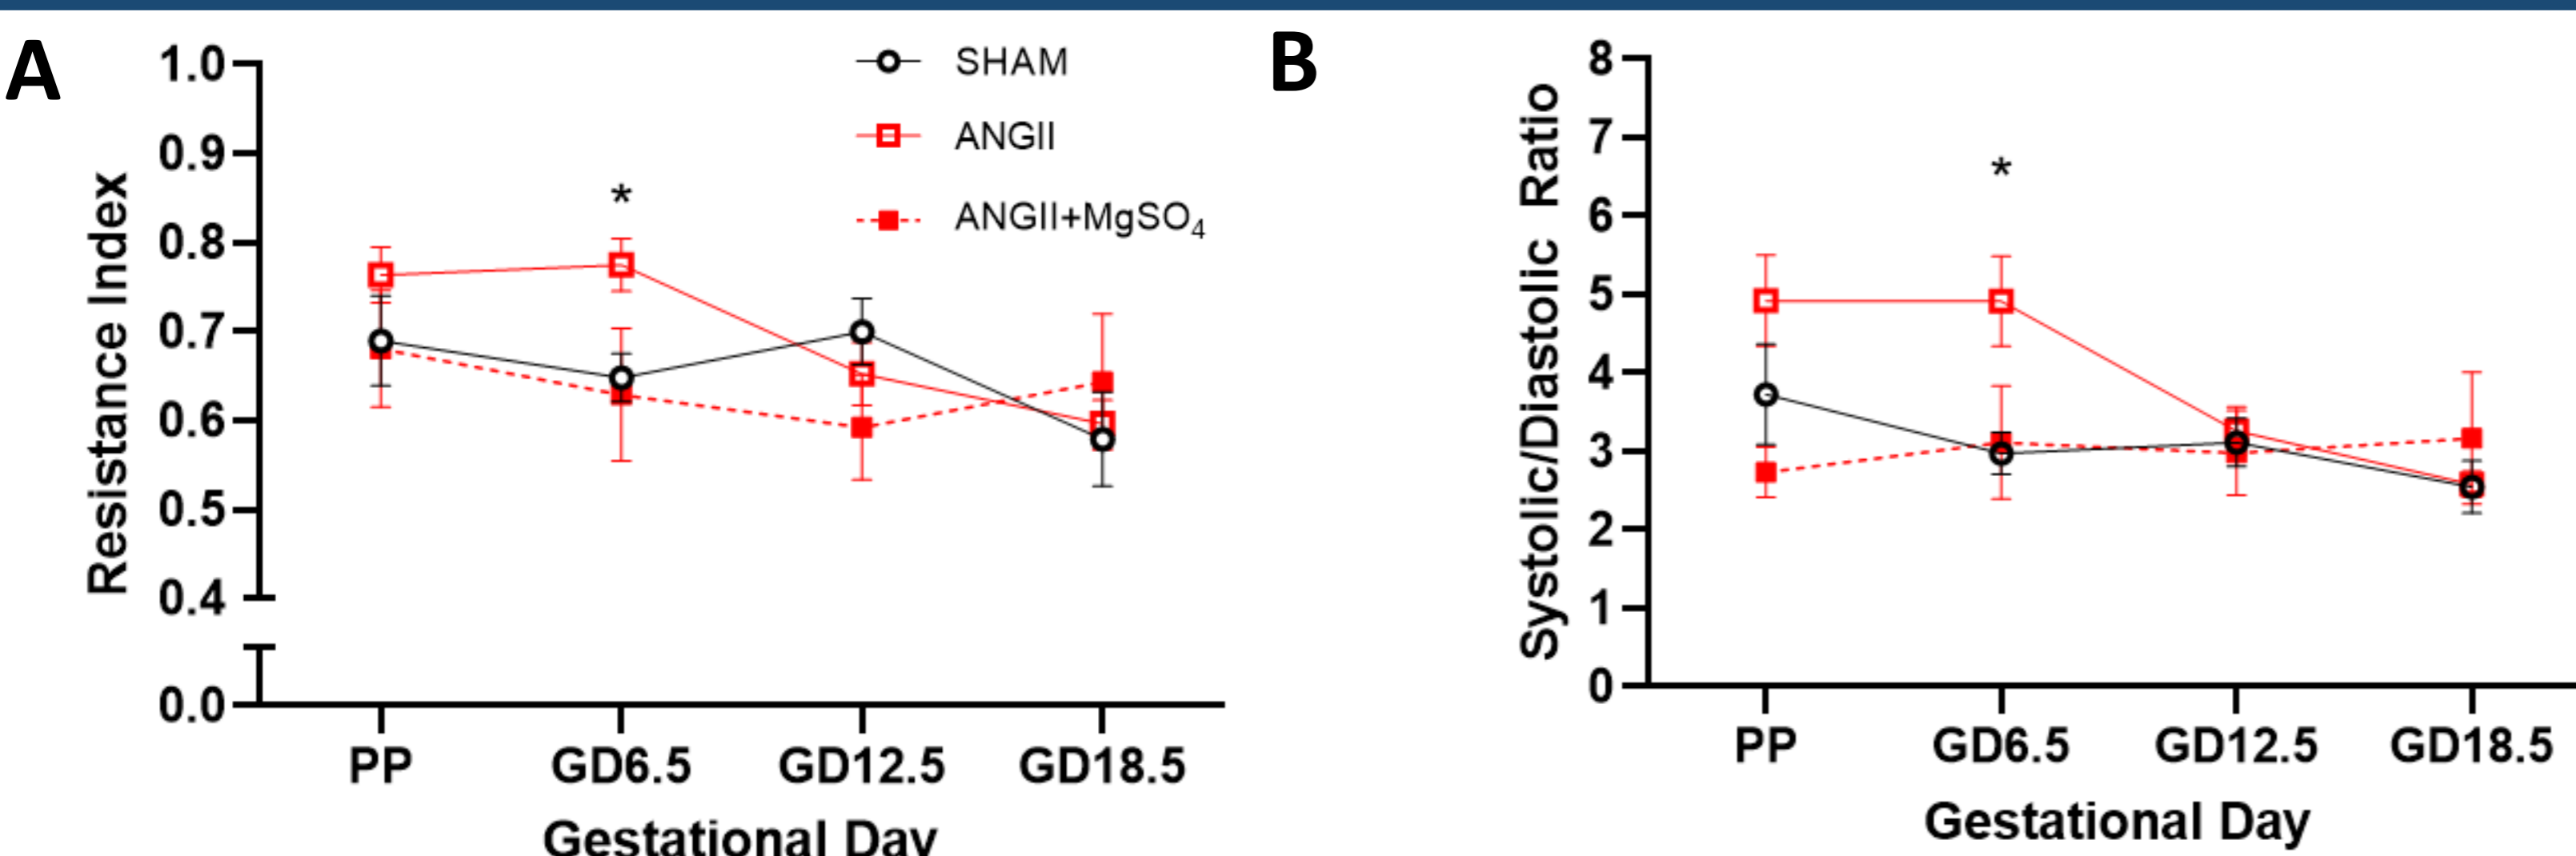 A
1.0
0.9
0.8
0.7
0.6
0.5
0.4
0.0
Resistance Index
*
SHAM
ANGII
ANGII+MgSO₄
PP GD6.5 GD12.5 GD18.5
Gestational Day
B
8
7
6
5
4
3
2
1
0
Systolic/Diastolic Ratio
*
PP GD6.5 GD12.5 GD18.5
Gestational Day